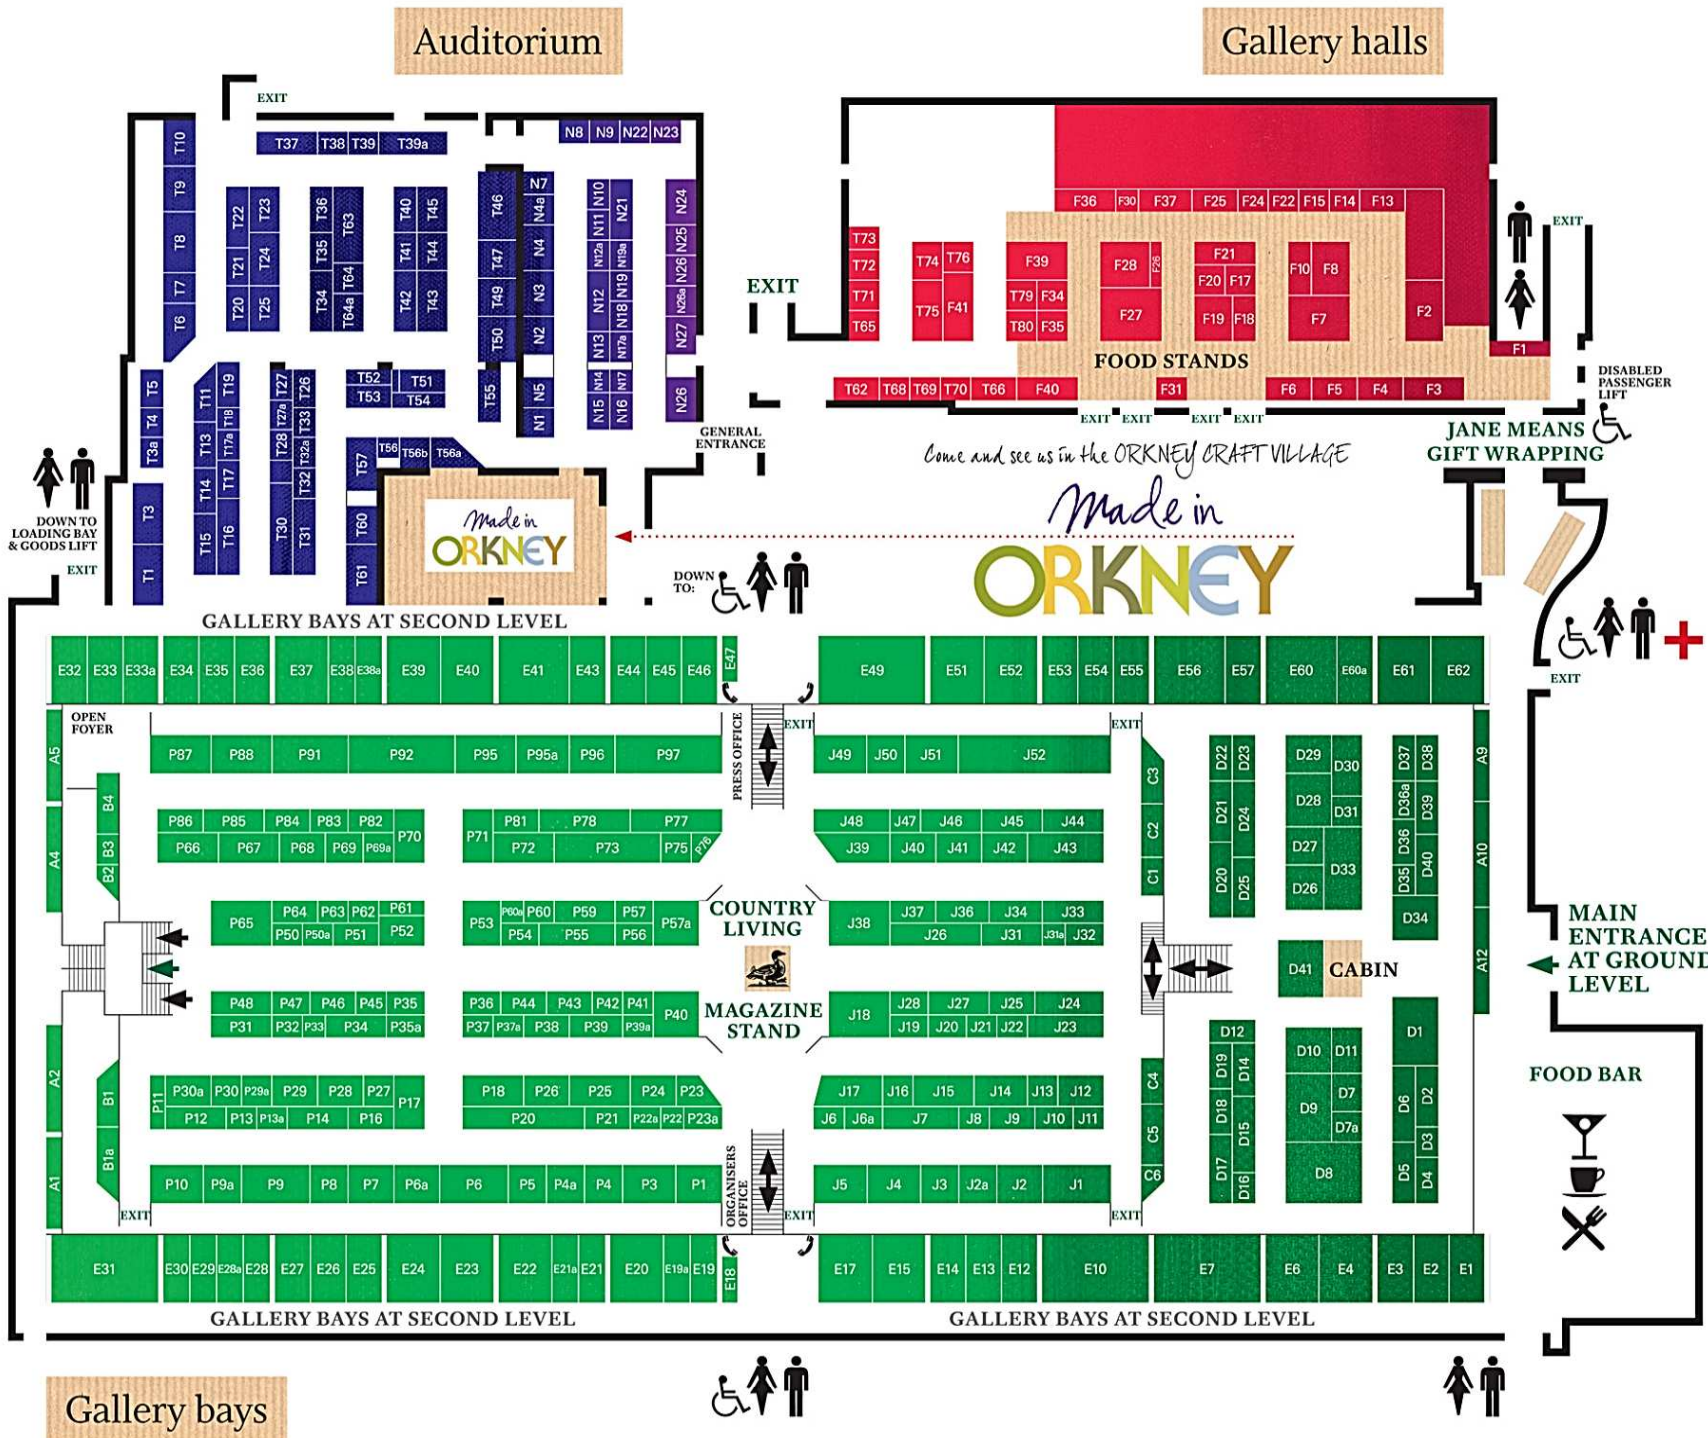 Auditorium
Gallery halls
EXIT
T10
T9
T8
T7
T6
T37 T38 T39 T39a
N8 N9 N22 N23
T22 T23
T21 T24
T20 T25
T36 T63
T35 T64
T34 T64a
T40 T45
T41 T44
T42 T43
T46
T47
T49
T50
T55
N7
N4a
N4
N3
N2
N5
N1
N10 N21
N11
N12a N19a
N12 N19
N18
N13 N17a
N14 N17
N15 N16
N24
N25
N26
N26a
N27
N26
T5
T4
T3a
T3
T1
T11 T19
T18
T13 T17a
T14 T17
T15 T16
T27 T26
T27a T33
T28 T32a
T32
T30 T31
T52 T51
T53 T54
T57 T56 T56b T56a
T60
T61
GENERAL
ENTRANCE
DOWN TO
LOADING BAY
& GOODS LIFT
EXIT
Made in
ORKNEY
EXIT
F36 F30 F37 F25 F24 F22 F15 F14 F13
T73
T72
T71
T65
T74 T76
T75 F41
F39
T79 F34
T80 F35
F28 F26
F27
F21
F20 F17
F19 F18
F10 F8
F7
F2
F1
FOOD STANDS
T62 T68 T69 T70 T66 F40 F31 F6 F5 F4 F3
EXIT EXIT EXIT EXIT
EXIT
DISABLED
PASSENGER
LIFT
JANE MEANS
GIFT WRAPPING
Come and see us in the ORKNEY CRAFT VILLAGE
Made in
ORKNEY
DOWN
TO:
EXIT
GALLERY BAYS AT SECOND LEVEL
E32 E33 E33a E34 E35 E36 E37 E38 E38a E39 E40 E41 E43 E44 E45 E46 E47 E49 E51 E52 E53 E54 E55 E56 E57 E60 E60a E61 E62
OPEN
FOYER
PRESS OFFICE
EXIT EXIT
A5
A4
A2
A1
B4
B3
B2
B1
B1a
P87 P88 P91 P92 P95 P95a P96 P97
P86 P85 P84 P83 P82 P70
P66 P67 P68 P69 P69a
P71 P81 P78 P77
P72 P73 P75 P76
P65 P64 P63 P62 P61
P50 P50a P51 P52
P53 P60a P60 P59 P57 P57a
P54 P55 P56
P48 P47 P46 P45 P35
P31 P32 P33 P34 P35a
P36 P44 P43 P42 P41 P40
P37 P37a P38 P39 P39a
P11 P30a P30 P29a P29 P28 P27 P17
P12 P13 P13a P14 P16
P18 P26 P25 P24 P23
P20 P21 P22a P22 P23a
P10 P9a P9 P8 P7 P6a P6 P5 P4a P4 P3 P1
COUNTRY
LIVING
MAGAZINE
STAND
J49 J50 J51 J52
J48 J47 J46 J45 J44
J39 J40 J41 J42 J43
J38 J37 J36 J34 J33
J26 J31 J31a J32
J18 J28 J27 J25 J24
J19 J20 J21 J22 J23
J17 J16 J15 J14 J13 J12
J6 J6a J7 J8 J9 J10 J11
J5 J4 J3 J2a J2 J1
C3
C2
C1
C4
C5
C6
D22 D23
D21 D24
D20 D25
D29 D30
D28 D31
D27 D33
D26
D37 D38
D36a D39
D36 D40
D35
D34
D41 CABIN
D12
D19 D14
D18 D15
D17 D16
D10 D11
D9 D7
D7a
D8
D1
D6 D2
D3
D5 D4
A9
A10
A12
MAIN
ENTRANCE
AT GROUND
LEVEL
FOOD BAR
EXIT
ORGANISERS
OFFICE
EXIT EXIT
E31 E30 E29 E28a E28 E27 E26 E25 E24 E23 E22 E21a E21 E20 E19a E19 E18 E17 E15 E14 E13 E12 E10 E7 E6 E4 E3 E2 E1
GALLERY BAYS AT SECOND LEVEL
GALLERY BAYS AT SECOND LEVEL
Gallery bays